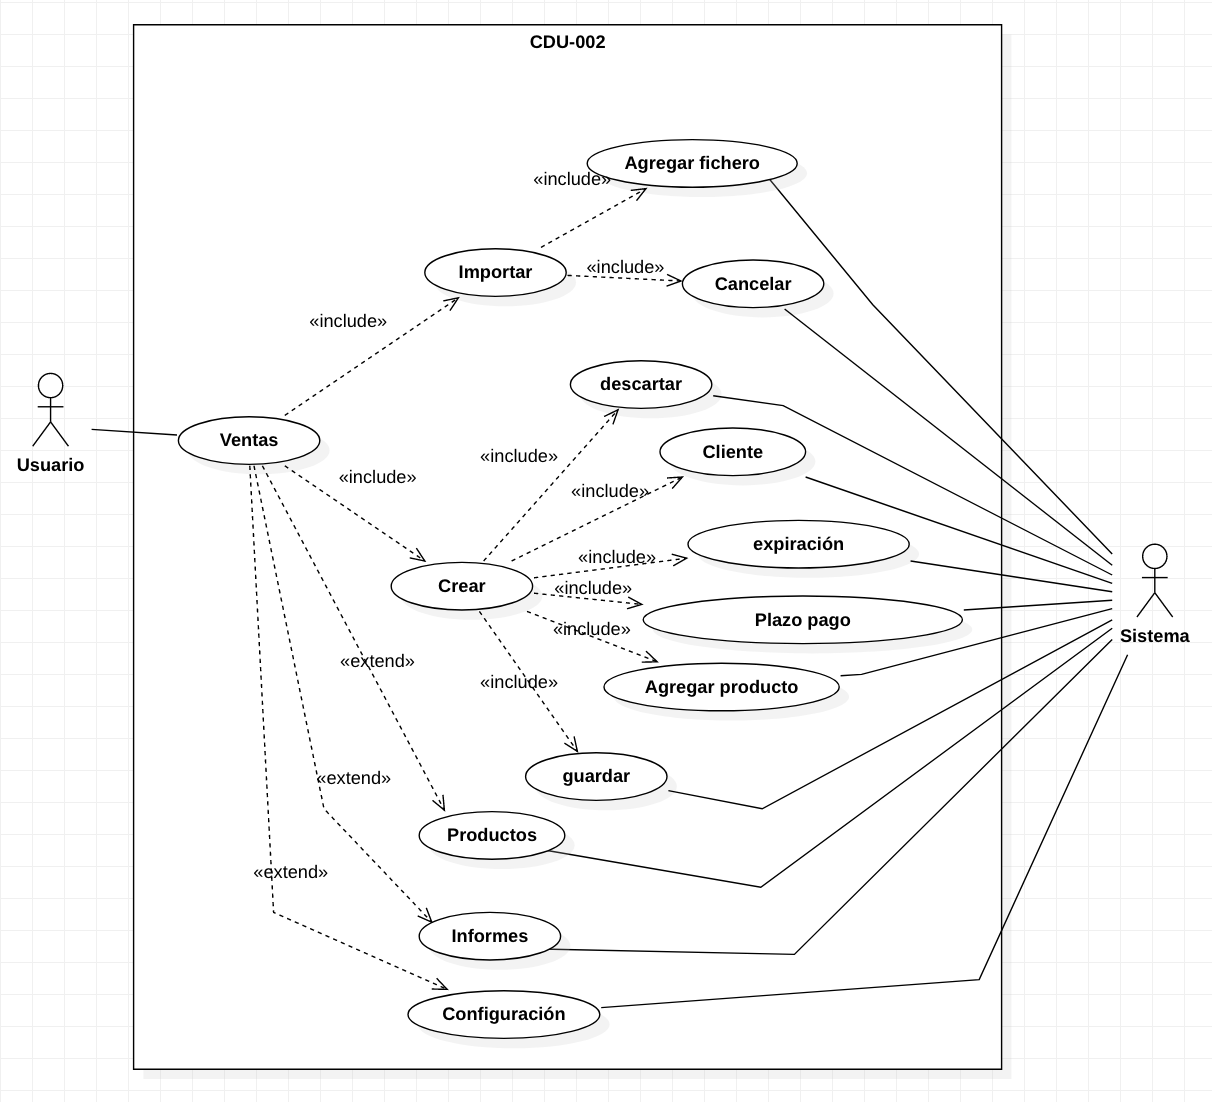 CDU-002
Agregar fichero
«include»
Importar
«include»
Cancelar
«include»
descartar
Usuario
Ventas
«include»
Cliente
«include»
«include»
expiración
«include»
Crear
«include»
Plazo pago
«include»
Sistema
«extend»
«include»
Agregar producto
guardar
«extend»
Productos
«extend»
Informes
Configuración